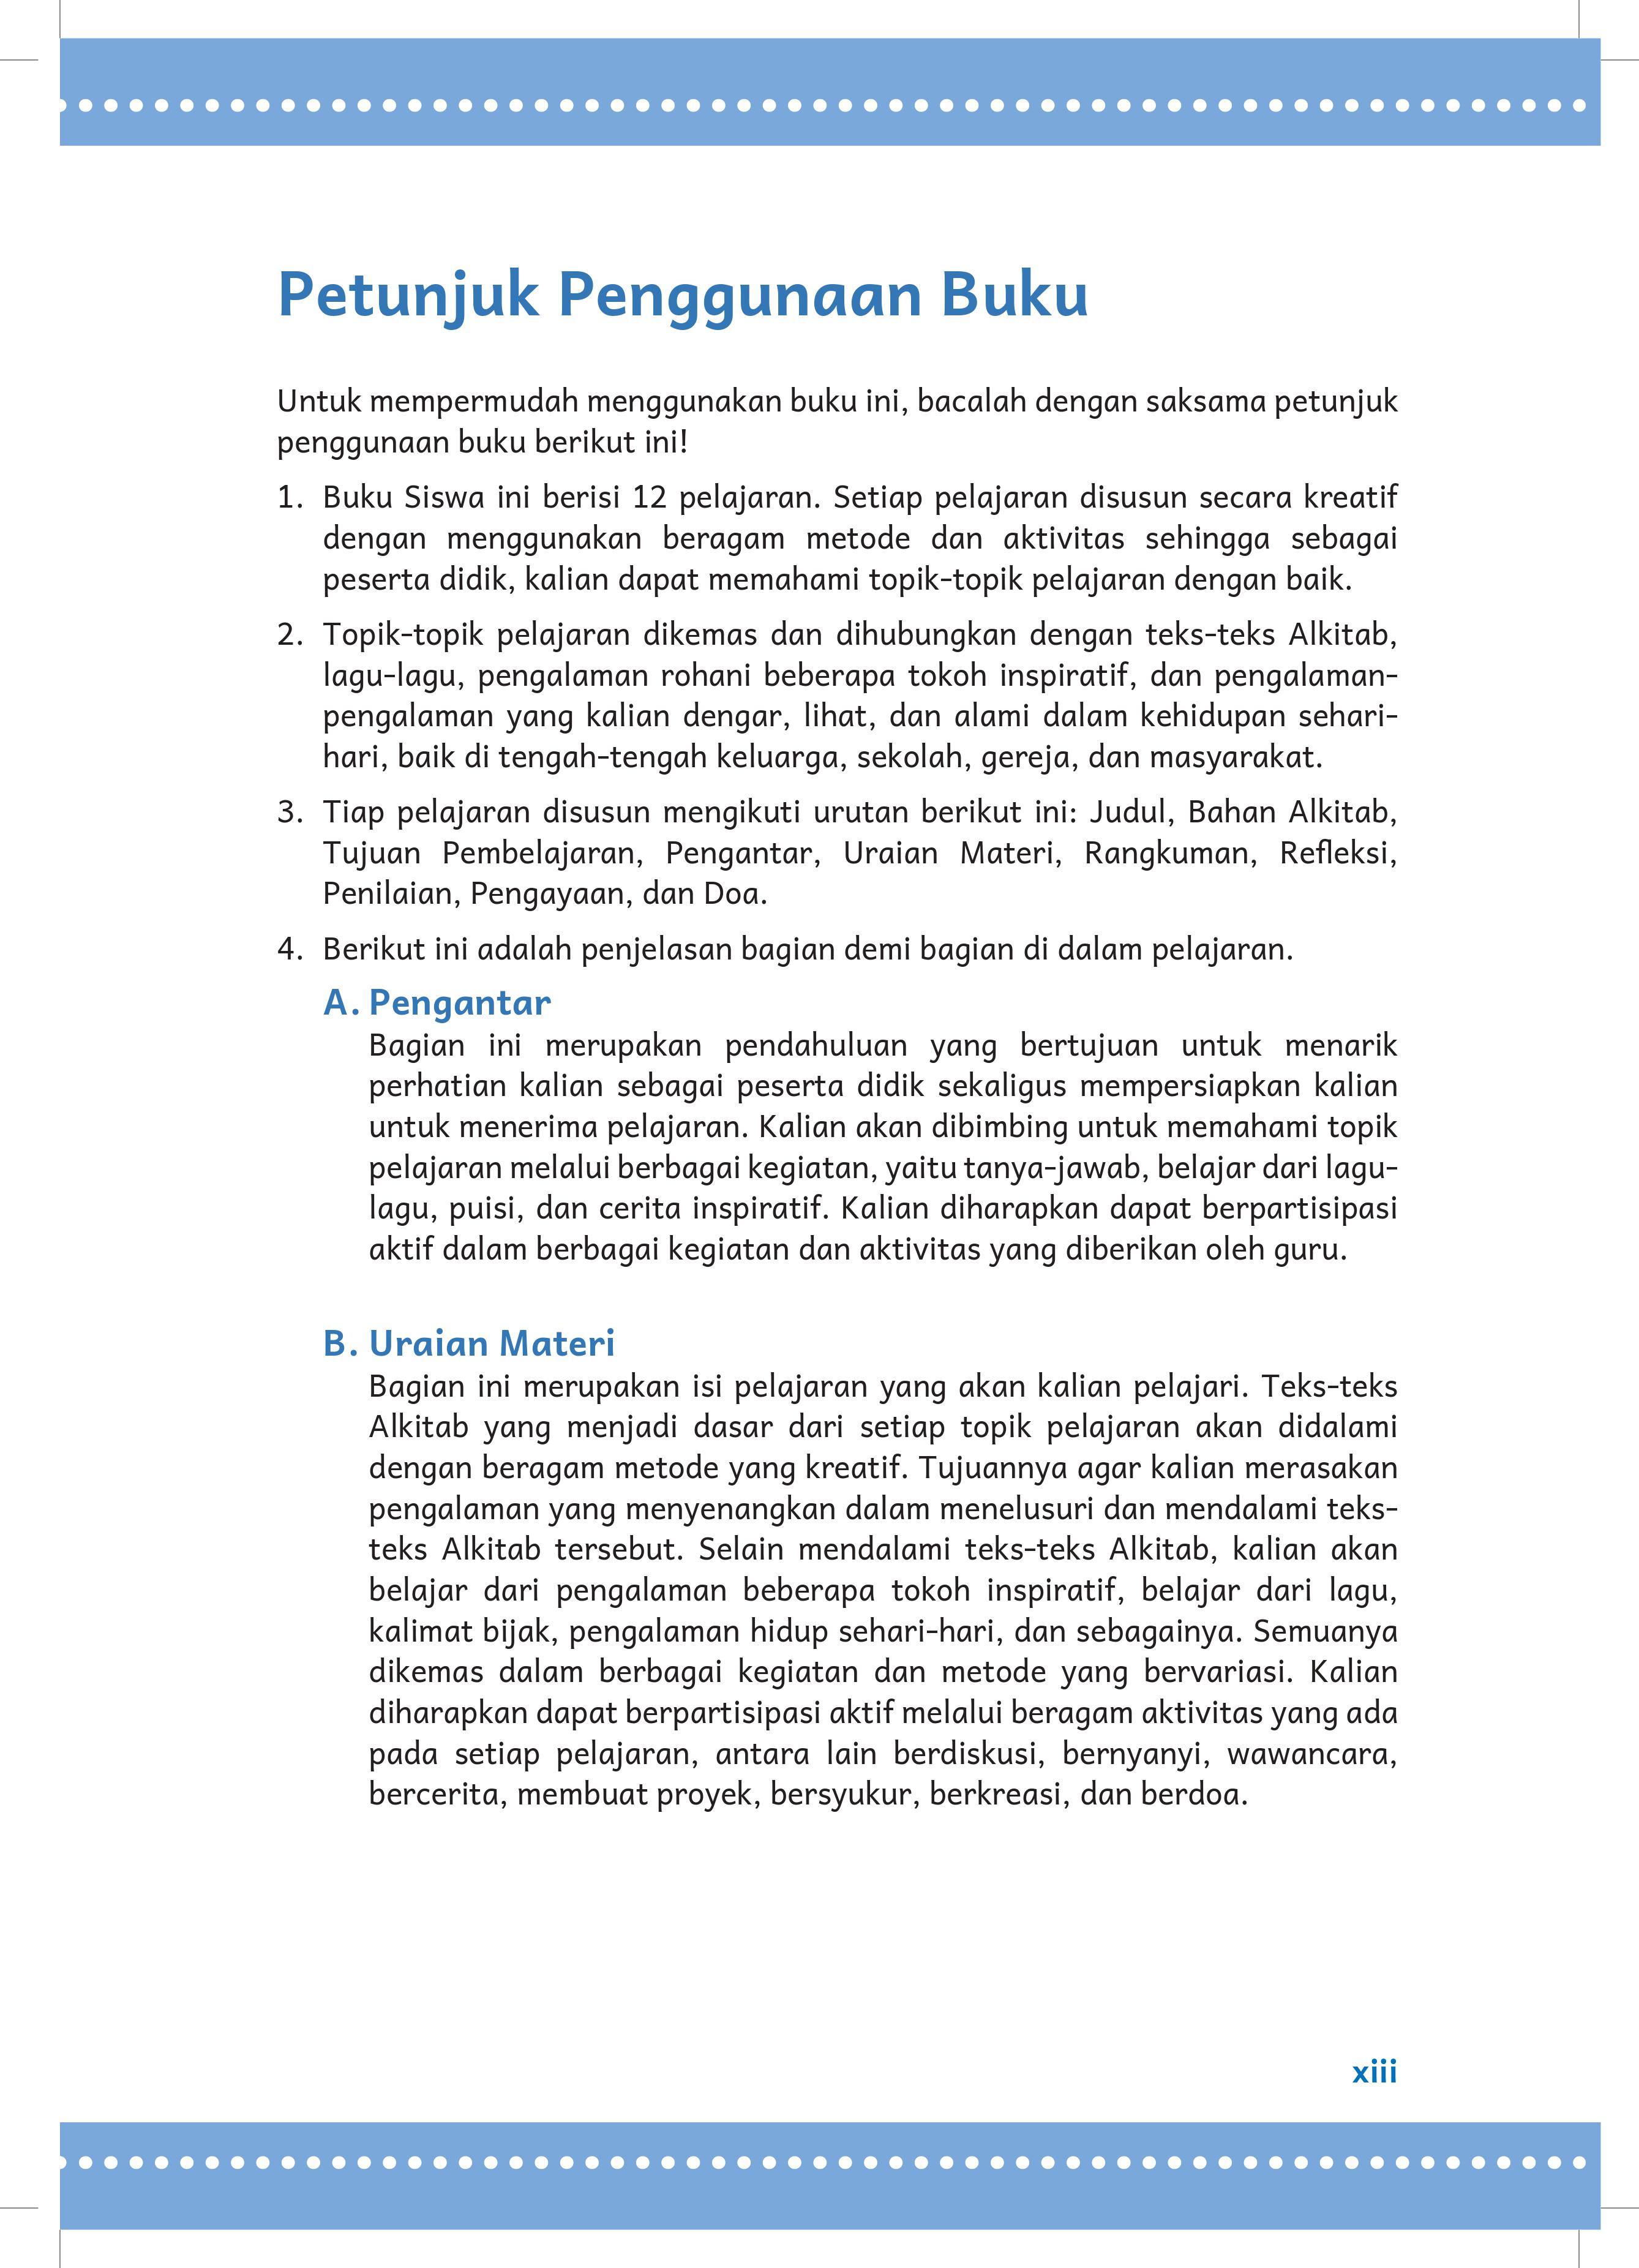 Petunjuk Penggunaan Buku
Untuk mempermudah menggunakan buku ini, bacalah dengan saksama petunjuk
penggunaan buku berikut ini!
1. Buku Siswa ini berisi 12 pelajaran. Setiap pelajaran disusun secara kreatif
dengan menggunakan beragam metode dan aktivitas sehingga sebagai
peserta didik, kalian dapat memahami topik-topik pelajaran dengan baik.
2. Topik-topik pelajaran dikemas dan dihubungkan dengan teks-teks Alkitab,
lagu-lagu, pengalaman rohani beberapa tokoh inspiratif, dan pengalaman-
pengalaman yang kalian dengar, lihat, dan alami dalam kehidupan sehari-
hari, baik di tengah-tengah keluarga, sekolah, gereja, dan masyarakat.
3. Tiap pelajaran disusun mengikuti urutan berikut ini: Judul, Bahan Alkitab,
Tujuan Pembelajaran, Pengantar, Uraian Materi, Rangkuman, Refleksi,
Penilaian, Pengayaan, dan Doa.
4. Berikut ini adalah penjelasan bagian demi bagian di dalam pelajaran.
A. Pengantar
Bagian ini merupakan pendahuluan yang bertujuan untuk menarik
perhatian kalian sebagai peserta didik sekaligus mempersiapkan kalian
untuk menerima pelajaran. Kalian akan dibimbing untuk memahami topik
pelajaran melalui berbagai kegiatan, yaitu tanya-jawab, belajar dari lagu-
lagu, puisi, dan cerita inspiratif. Kalian diharapkan dapat berpartisipasi
aktif dalam berbagai kegiatan dan aktivitas yang diberikan oleh guru.
B. Uraian Materi
Bagian ini merupakan isi pelajaran yang akan kalian pelajari. Teks-teks
Alkitab yang menjadi dasar dari setiap topik pelajaran akan didalami
dengan beragam metode yang kreatif. Tujuannya agar kalian merasakan
pengalaman yang menyenangkan dalam menelusuri dan mendalami teks-
teks Alkitab tersebut. Selain mendalami teks-teks Alkitab, kalian akan
belajar dari pengalaman beberapa tokoh inspiratif, belajar dari lagu,
kalimat bijak, pengalaman hidup sehari-hari, dan sebagainya. Semuanya
dikemas dalam berbagai kegiatan dan metode yang bervariasi. Kalian
diharapkan dapat berpartisipasi aktif melalui beragam aktivitas yang ada
pada setiap pelajaran, antara lain berdiskusi, bernyanyi, wawancara,
bercerita, membuat proyek, bersyukur, berkreasi, dan berdoa.
xiii